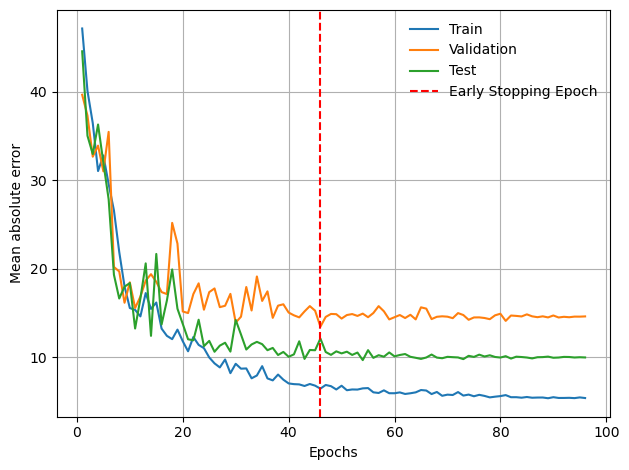 Train
Validation
Test
Early Stopping Epoch
Mean absolute error
40
30
20
10
0
20
40
60
80
100
Epochs